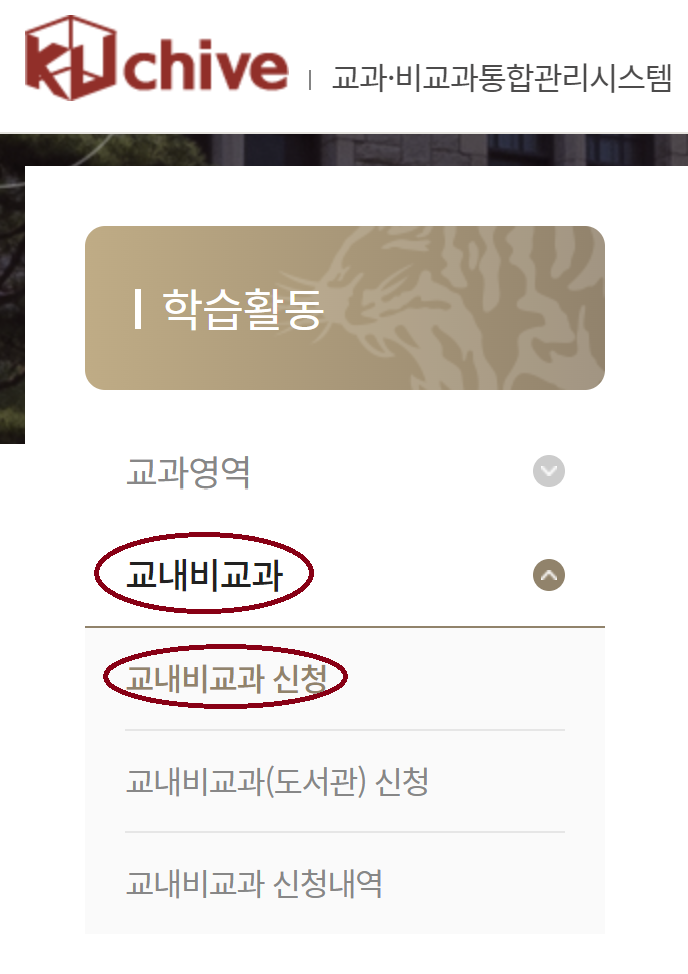 KUchive | 교과·비교과통합관리시스템
학습활동
교과영역
교내비교과
교내비교과 신청
교내비교과(도서관) 신청
교내비교과 신청내역